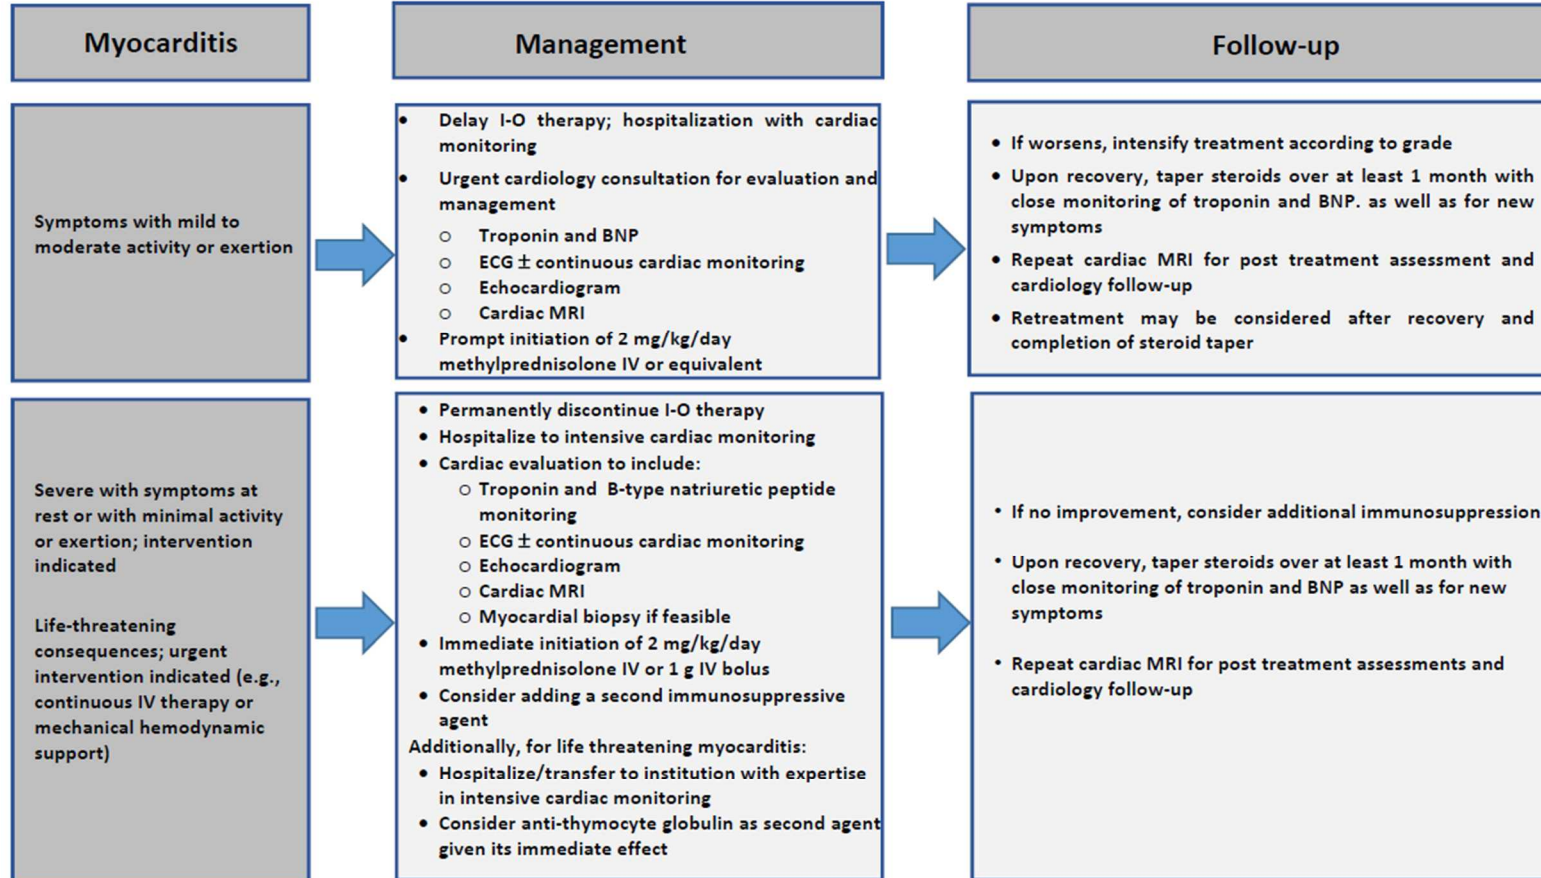 Myocarditis
Management
Follow-up
Symptoms with mild to
moderate activity or exertion
• Delay I-O therapy; hospitalization with cardiac
monitoring
• Urgent cardiology consultation for evaluation and
management
o Troponin and BNP
o ECG ± continuous cardiac monitoring
o Echocardiogram
o Cardiac MRI
• Prompt initiation of 2 mg/kg/day
methylprednisolone IV or equivalent
• If worsens, intensify treatment according to grade
• Upon recovery, taper steroids over at least 1 month with
close monitoring of troponin and BNP. as well as for new
symptoms
• Repeat cardiac MRI for post treatment assessment and
cardiology follow-up
• Retreatment may be considered after recovery and
completion of steroid taper
Severe with symptoms at
rest or with minimal activity
or exertion; intervention
indicated
Life-threatening
consequences; urgent
intervention indicated (e.g.,
continuous IV therapy or
mechanical hemodynamic
support)
• Permanently discontinue I-O therapy
• Hospitalize to intensive cardiac monitoring
• Cardiac evaluation to include:
o Troponin and B-type natriuretic peptide
monitoring
o ECG ± continuous cardiac monitoring
o Echocardiogram
o Cardiac MRI
o Myocardial biopsy if feasible
• Immediate initiation of 2 mg/kg/day
methylprednisolone IV or 1 g IV bolus
• Consider adding a second immunosuppressive
agent
Additionally, for life threatening myocarditis:
• Hospitalize/transfer to institution with expertise
in intensive cardiac monitoring
• Consider anti-thymocyte globulin as second agent
given its immediate effect
• If no improvement, consider additional immunosuppression
• Upon recovery, taper steroids over at least 1 month with
close monitoring of troponin and BNP as well as for new
symptoms
• Repeat cardiac MRI for post treatment assessments and
cardiology follow-up